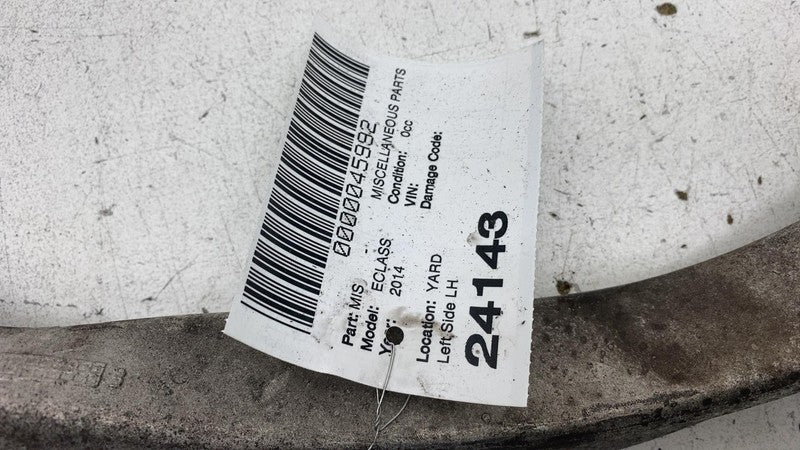 0000045992
Part: MIS - MISCELLANEOUS PARTS
Model: ECLASS Condition: 0cc
Year: 2014 VIN:
Damage Code:
Location: YARD
Left Side LH
24143